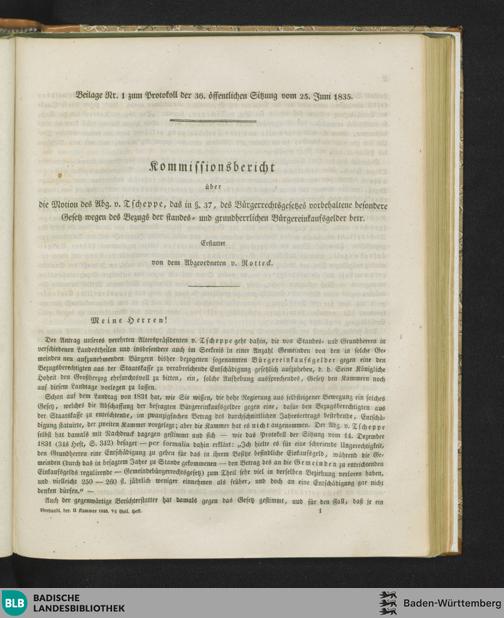 Beilage Nr. 1 zum Protokoll der 36. öffentlichen Sitzung vom 25. Juni 1835.
Kommissionsbericht
über
die Motion des Abg. v. Tscheppe, das in §. 37, des Bürgerrechtsgesetzes vorbehaltene besondere
Gesetz wegen des Bezugs der standes- und grundherrlichen Bürgereinkaufsgelder betr.
Erstattet
von dem Abgeordneten v. Rotteck.
Meine Herren!
Der Antrag unseres verehrten Alterspräsidenten v. Tscheppe geht dahin, die von Standes- und Grundherren in
verschiedenen Landestheilen und insbesondere auch im Seekreis in einer Anzahl Gemeinden von den in solche Ge-
meinden neu aufzunehmenden Bürgern bisher bezogenen sogenannten Bürgereinkaufsgelder gegen eine den
Bezugsberechtigten aus der Staatskasse zu verabreichende Entschädigung gesetzlich aufzuheben, d. h. Seine Königliche
Hoheit den Großherzog ehrfurchtsvoll zu bitten, ein, solche Aufhebung aussprechendes, Gesetz den Kammern noch
auf diesem Landtage vorlegen zu lassen.
Schon auf dem Landtag von 1831 hat, wie Sie wissen, die hohe Regierung aus selbsteigener Bewegung ein solches
Gesetz, welches die Abschaffung der besagten Bürgereinkaufsgelder gegen eine, dafür den Bezugsberechtigten aus
der Staatskasse zu entrichtende, in zwanzigfachen Betrag des durchschnittlichen Jahresertrags bestehende, Entschä-
digung statuirte, der zweiten Kammer vorgelegt; aber die Kammer hat es nicht angenommen. Der Abg. v. Tscheppe
selbst hat damals mit Nachdruck dagegen gestimmt und sich — wie das Protokoll der Sitzung vom 14. Dezember
1831 (34s Heft, S. 342) besagt — per formalia dahin erklärt: „Ich hielte es für eine schreiende Ungerechtigkeit,
den Grundherren eine Entschädigung zu geben für das in ihrem Besitze befindliche Einkaufsgeld, während die Ge-
meinden (durch das in besagtem Jahre zu Stande gekommene — den Betrag des an die Gemeinden zu entrichtenden
Einkaufsgeldes regulirende — Gemeindebürgerrechtsgesetz) zum Theil sehr viel in derselben Beziehung verloren haben,
und vielleicht 250 — 260 fl. jährlich weniger einnehmen als früher, und doch an eine Entschädigung gar nicht
denken dürfen.“ —
Auch der gegenwärtige Berichterstatter hat damals gegen das Gesetz gestimmt, und für den Fall, daß je ein
Verhandl. der II Kammer 1835. 
1
BLB
BADISCHE
LANDESBIBLIOTHEK
Baden-Württemberg